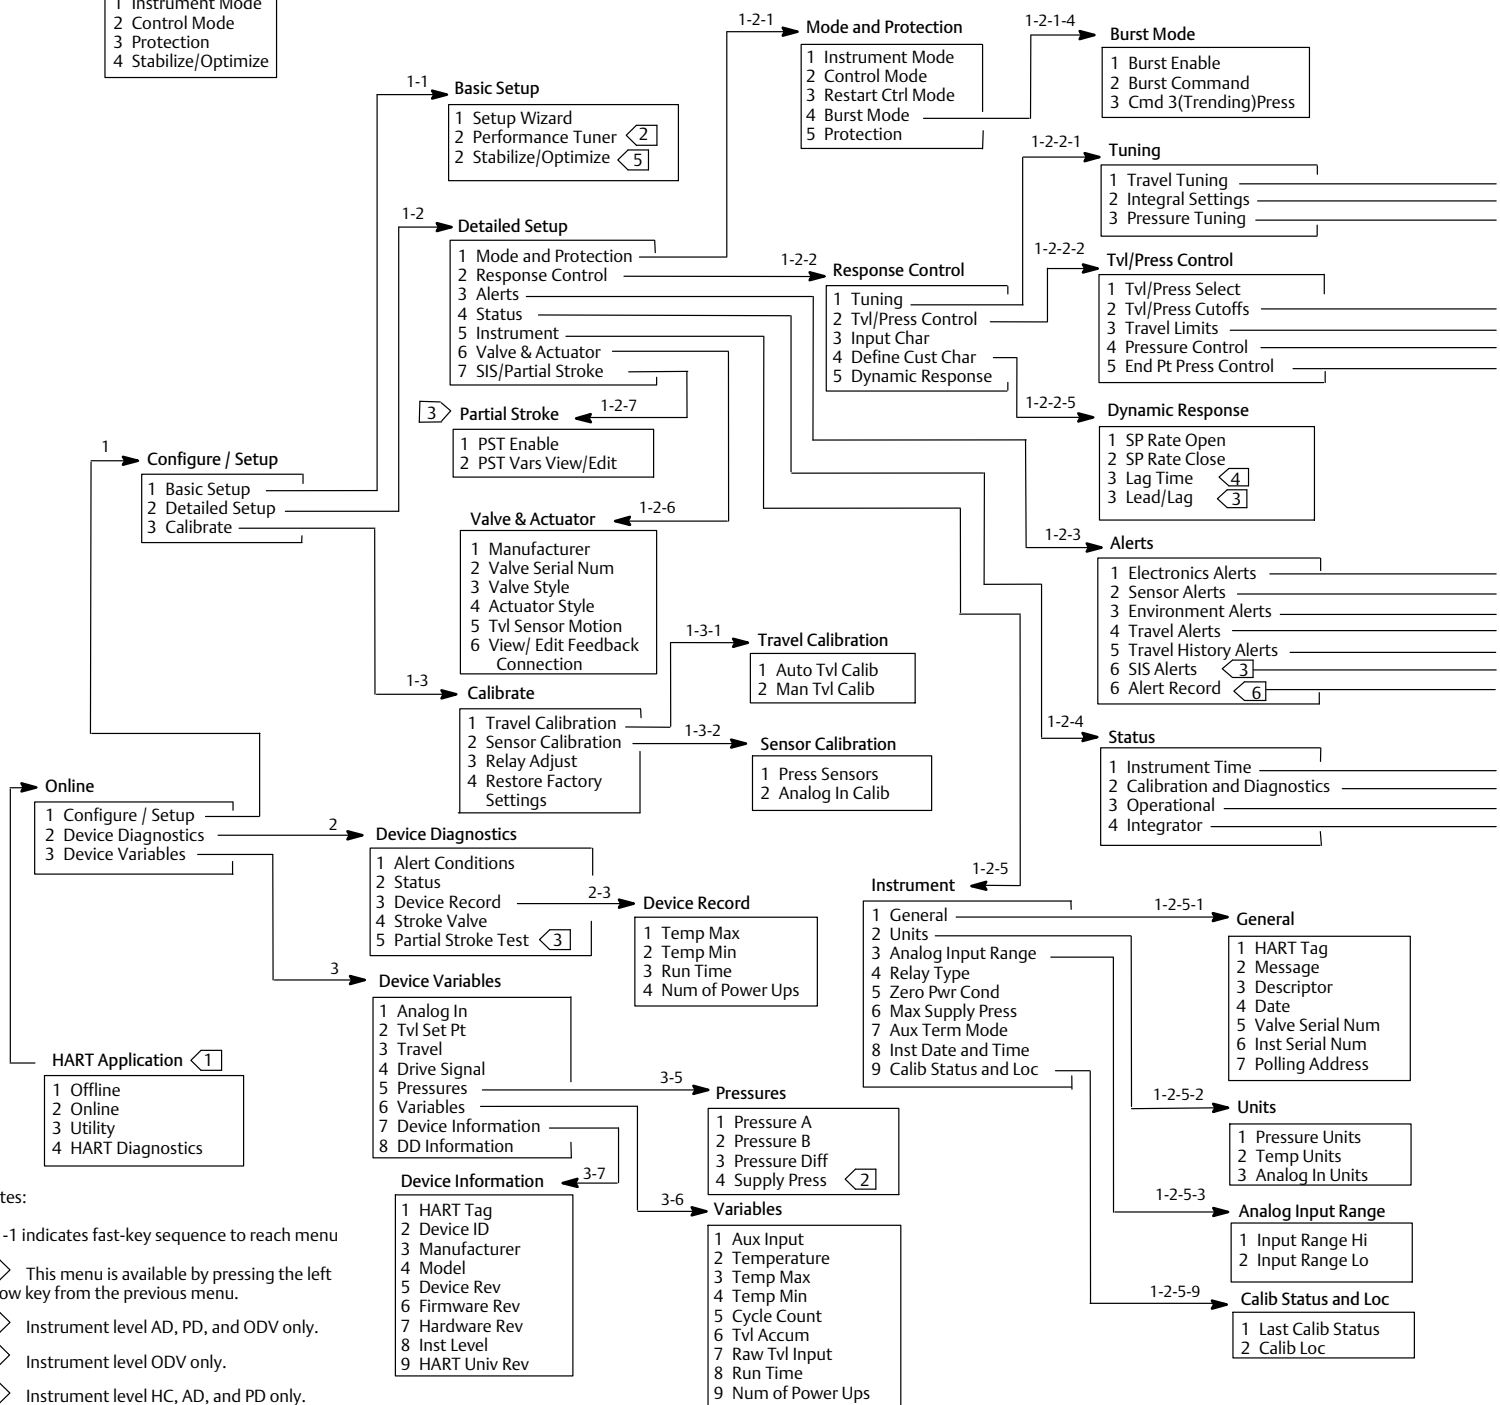 1 Instrument Mode
2 Control Mode
3 Protection
4 Stabilize/Optimize
1-1
Basic Setup
1 Setup Wizard
2 Performance Tuner 2
2 Stabilize/Optimize 5
1-2
Detailed Setup
1 Mode and Protection
2 Response Control
3 Alerts
4 Status
5 Instrument
6 Valve & Actuator
7 SIS/Partial Stroke
1-2-1
Mode and Protection
1 Instrument Mode
2 Control Mode
3 Restart Ctrl Mode
4 Burst Mode
5 Protection
1-2-1-4
Burst Mode
1 Burst Enable
2 Burst Command
3 Cmd 3(Trending)Press
1-2-2
Response Control
1 Tuning
2 Tvl/Press Control
3 Input Char
4 Define Cust Char
5 Dynamic Response
1-2-2-1
Tuning
1 Travel Tuning
2 Integral Settings
3 Pressure Tuning
1-2-2-2
Tvl/Press Control
1 Tvl/Press Select
2 Tvl/Press Cutoffs
3 Travel Limits
4 Pressure Control
5 End Pt Press Control
1-2-2-5
Dynamic Response
1 SP Rate Open
2 SP Rate Close
3 Lag Time 4
3 Lead/Lag 3
1-2-7
3 Partial Stroke
1 PST Enable
2 PST Vars View/Edit
1-2-6
Valve & Actuator
1 Manufacturer
2 Valve Serial Num
3 Valve Style
4 Actuator Style
5 Tvl Sensor Motion
6 View/ Edit Feedback
Connection
1-2-3
Alerts
1 Electronics Alerts
2 Sensor Alerts
3 Environment Alerts
4 Travel Alerts
5 Travel History Alerts
6 SIS Alerts 3
6 Alert Record 6
1-2-4
Status
1 Instrument Time
2 Calibration and Diagnostics
3 Operational
4 Integrator
1
Configure / Setup
1 Basic Setup
2 Detailed Setup
3 Calibrate
1-3
Calibrate
1 Travel Calibration
2 Sensor Calibration
3 Relay Adjust
4 Restore Factory
Settings
1-3-1
Travel Calibration
1 Auto Tvl Calib
2 Man Tvl Calib
1-3-2
Sensor Calibration
1 Press Sensors
2 Analog In Calib
Online
1 Configure / Setup
2 Device Diagnostics
3 Device Variables
2
Device Diagnostics
1 Alert Conditions
2 Status
3 Device Record
4 Stroke Valve
5 Partial Stroke Test 3
2-3
Device Record
1 Temp Max
2 Temp Min
3 Run Time
4 Num of Power Ups
3
Device Variables
1 Analog In
2 Tvl Set Pt
3 Travel
4 Drive Signal
5 Pressures
6 Variables
7 Device Information
8 DD Information
3-5
Pressures
1 Pressure A
2 Pressure B
3 Pressure Diff
4 Supply Press 2
3-7
Device Information
1 HART Tag
2 Device ID
3 Manufacturer
4 Model
5 Device Rev
6 Firmware Rev
7 Hardware Rev
8 Inst Level
9 HART Univ Rev
3-6
Variables
1 Aux Input
2 Temperature
3 Temp Max
4 Temp Min
5 Cycle Count
6 Tvl Accum
7 Raw Tvl Input
8 Run Time
9 Num of Power Ups
1-2-5
Instrument
1 General
2 Units
3 Analog Input Range
4 Relay Type
5 Zero Pwr Cond
6 Max Supply Press
7 Aux Term Mode
8 Inst Date and Time
9 Calib Status and Loc
1-2-5-1
General
1 HART Tag
2 Message
3 Descriptor
4 Date
5 Valve Serial Num
6 Inst Serial Num
7 Polling Address
1-2-5-2
Units
1 Pressure Units
2 Temp Units
3 Analog In Units
1-2-5-3
Analog Input Range
1 Input Range Hi
2 Input Range Lo
1-2-5-9
Calib Status and Loc
1 Last Calib Status
2 Calib Loc
HART Application 1
1 Offline
2 Online
3 Utility
4 HART Diagnostics
tes:
-1 indicates fast-key sequence to reach menu
This menu is available by pressing the left
ow key from the previous menu.
Instrument level AD, PD, and ODV only.
Instrument level ODV only.
Instrument level HC, AD, and PD only.